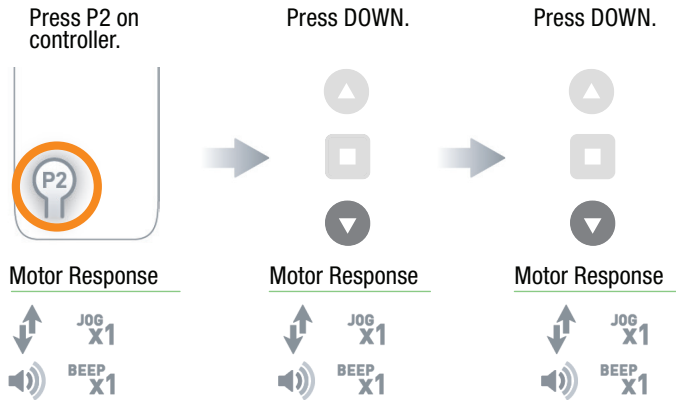 Press P2 on
controller.
Press DOWN.
Press DOWN.
P2
Motor Response
Motor Response
Motor Response
JOG
X1
JOG
X1
JOG
X1
BEEP
X1
BEEP
X1
BEEP
X1